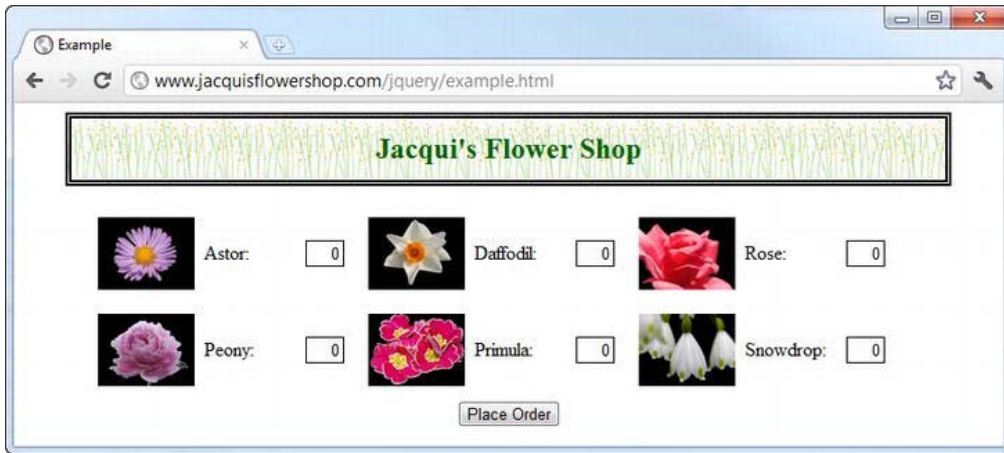 Example
www.jacquisflowershop.com/jquery/example.html
Jacqui's Flower Shop
Astor: 0 Daffodil: 0 Rose: 0
Peony: 0 Primula: 0 Snowdrop: 0
Place Order